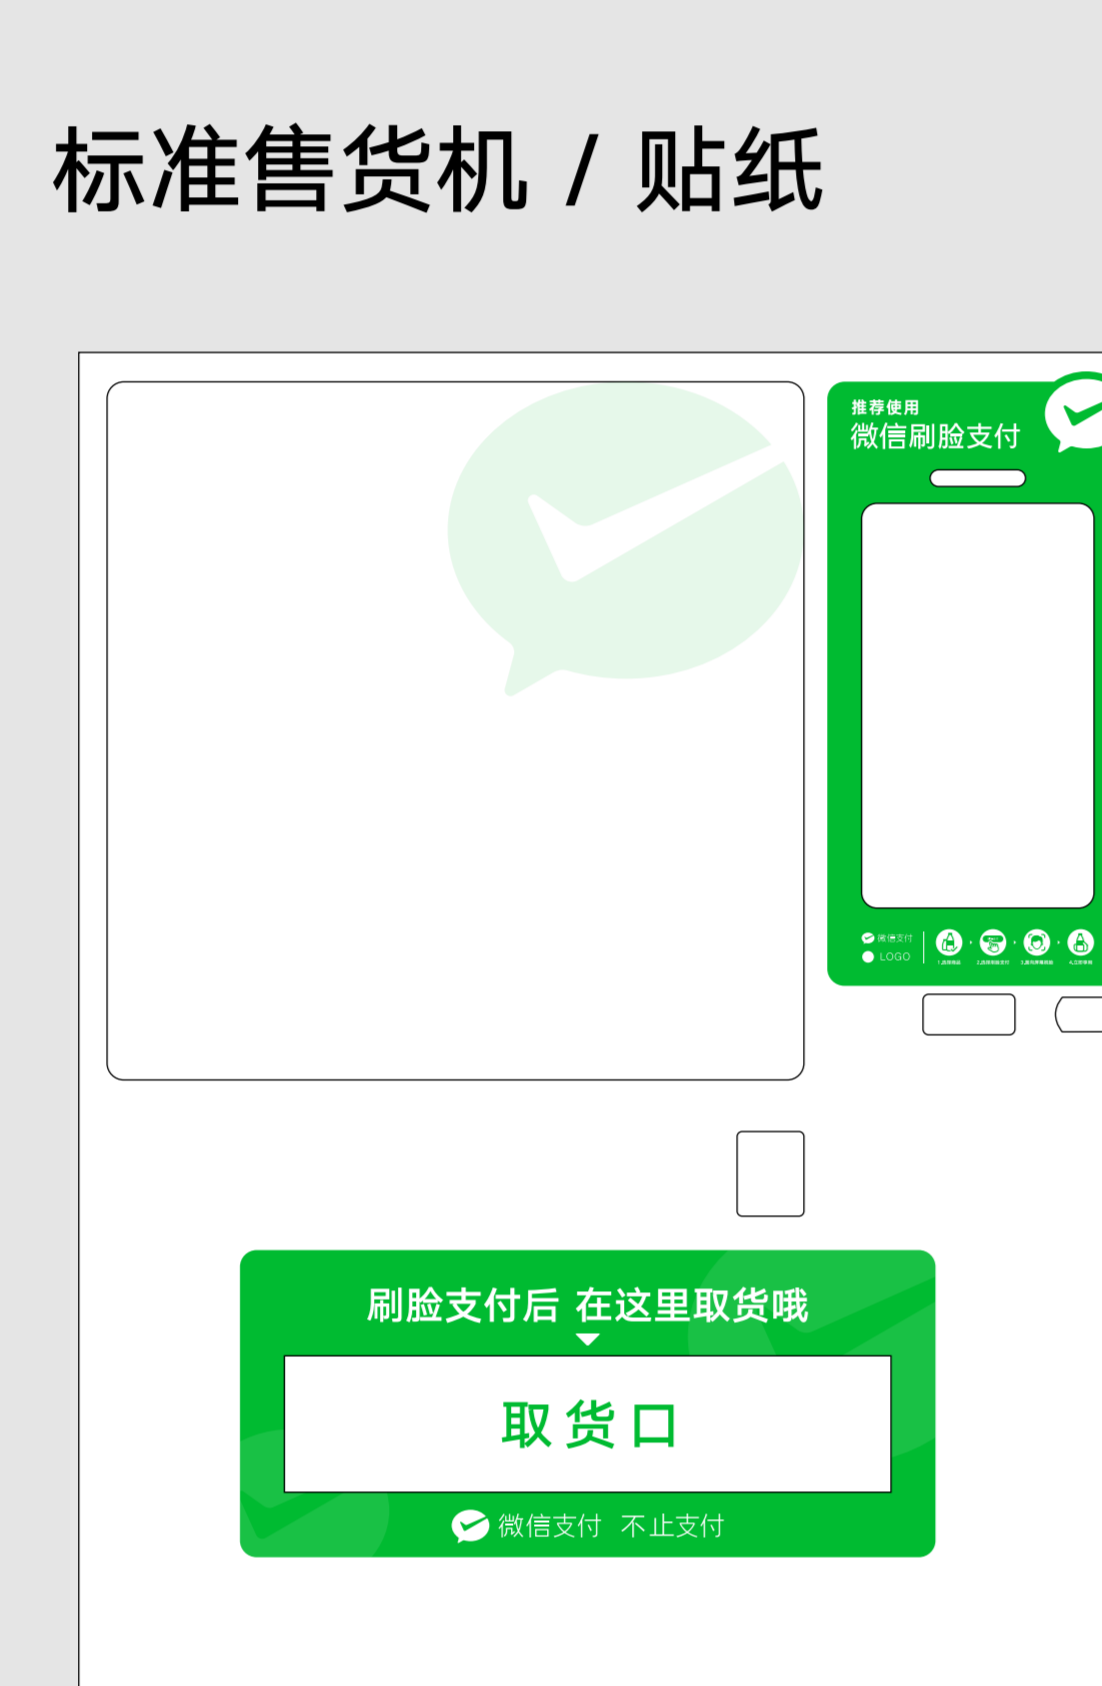 标准售货机 / 贴纸
推荐使用
微信刷脸支付
微信支付
LOGO
刷脸支付后 在这里取货哦
取货口
微信支付 不止支付